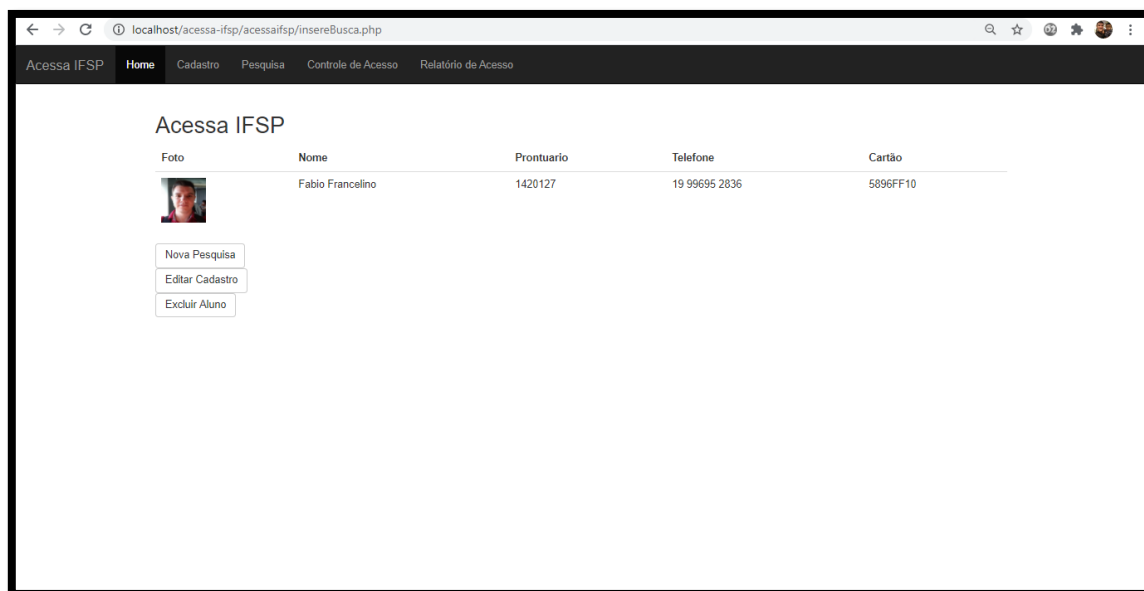 localhost/acessa-ifsp/acessaifsp/insereBusca.php
Acessa IFSP Home Cadastro Pesquisa Controle de Acesso Relatório de Acesso
Acessa IFSP
Foto Nome Prontuario Telefone Cartão
Fabio Francelino 1420127 19 99695 2836 5896FF10
Nova Pesquisa
Editar Cadastro
Excluir Aluno